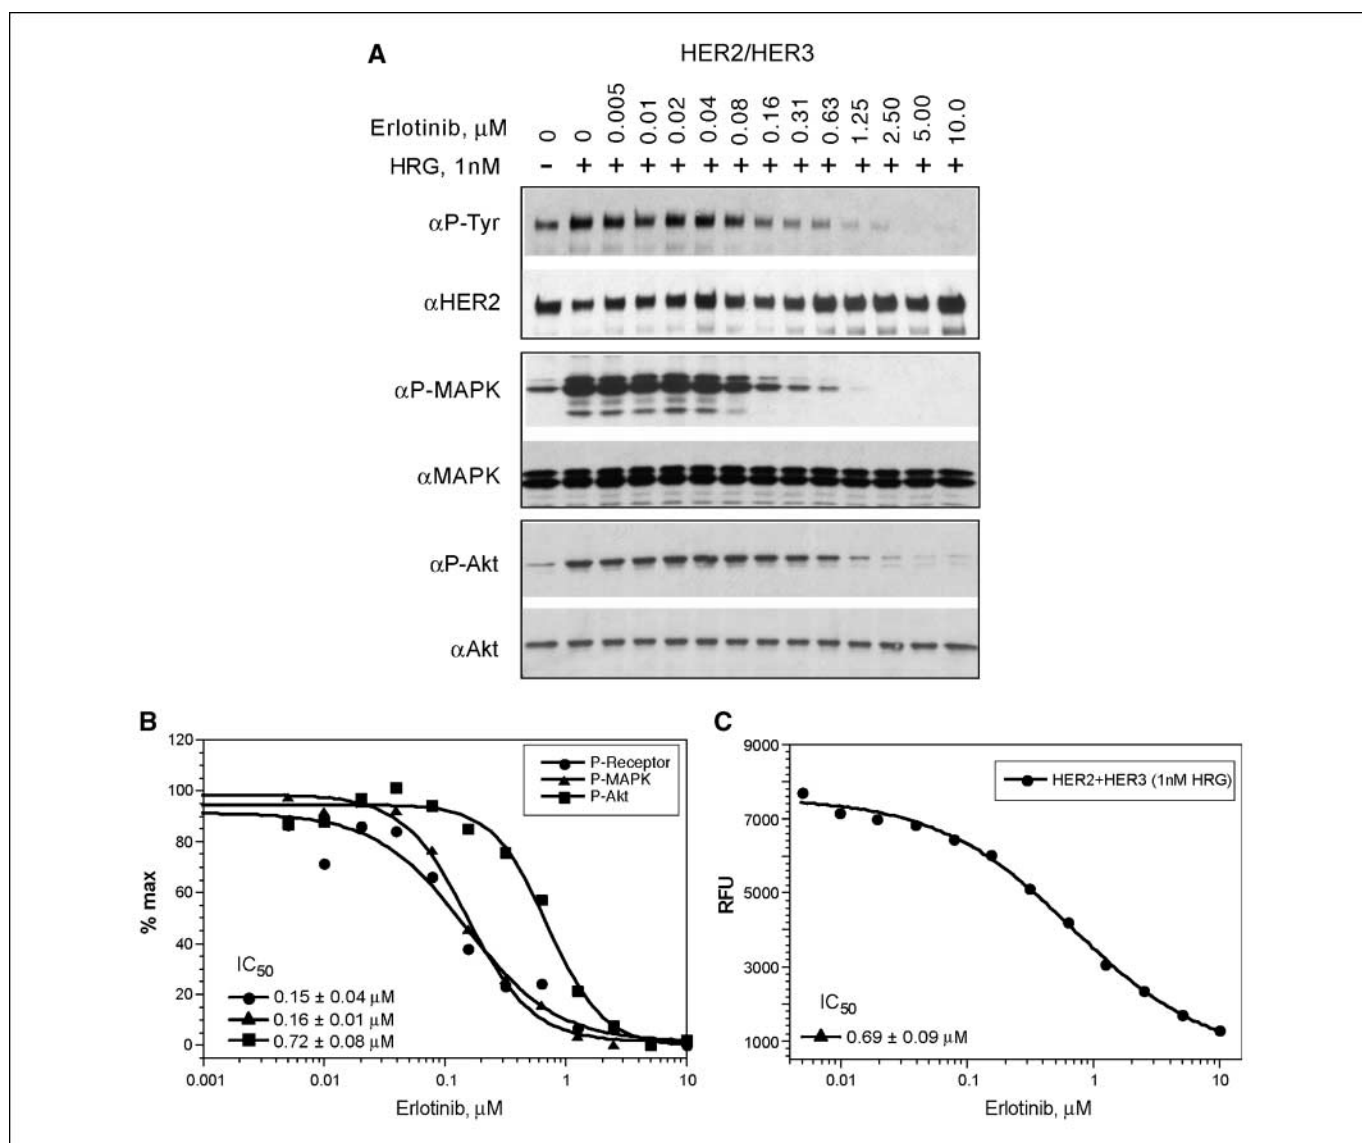 A
HER2/HER3
Erlotinib, μM 0 0 0.005 0.01 0.02 0.04 0.08 0.16 0.31 0.63 1.25 2.50 5.00 10.0
HRG, 1nM - + + + + + + + + + + + + +
αP-Tyr
αHER2
αP-MAPK
αMAPK
αP-Akt
αAkt
B
120
100
80
60
40
20
0
% max
P-Receptor
P-MAPK
P-Akt
IC50
0.15 ± 0.04 μM
0.16 ± 0.01 μM
0.72 ± 0.08 μM
0.001 0.01 0.1 1 10
Erlotinib, μM
C
9000
7000
5000
3000
1000
RFU
HER2+HER3 (1nM HRG)
IC50
0.69 ± 0.09 μM
0.01 0.1 1 10
Erlotinib, μM